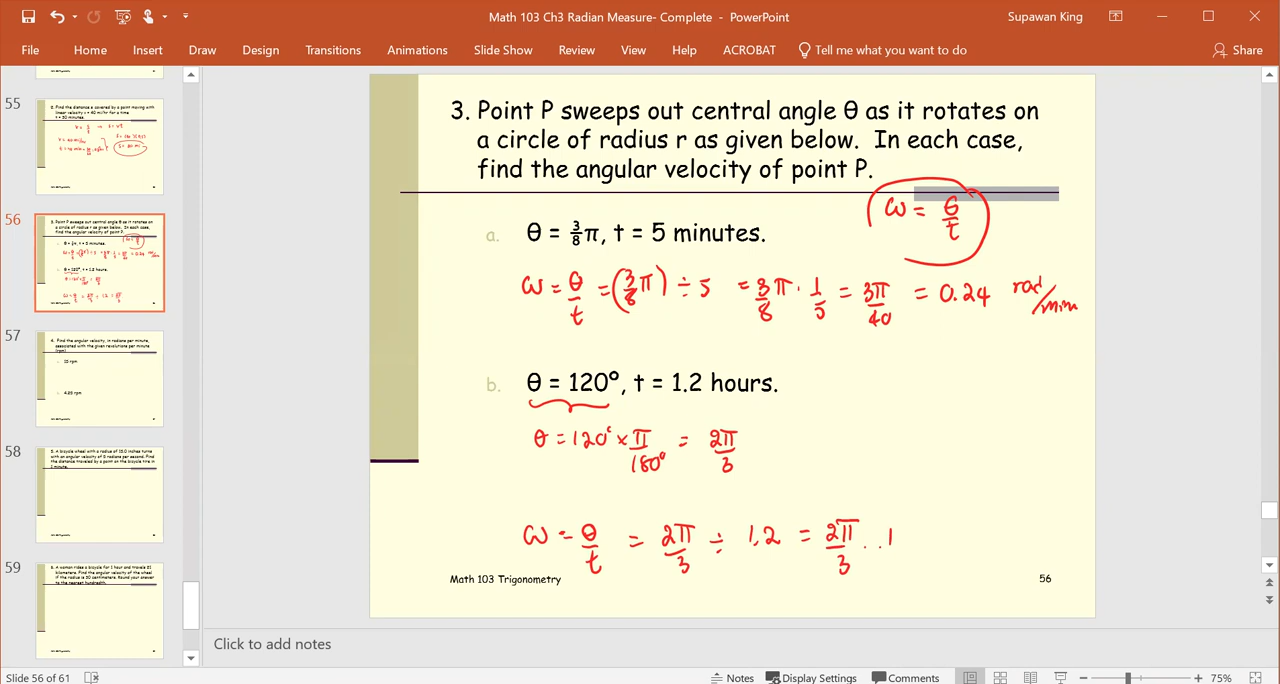 Math 103 Ch3 Radian Measure- Complete - PowerPoint
Supawan King
File Home Insert Draw Design Transitions Animations Slide Show Review View Help ACROBAT Tell me what you want to do Share
55
56
57
58
59
3. Point P sweeps out central angle θ as it rotates on
a circle of radius r as given below. In each case,
find the angular velocity of point P.
ω = θ/t
a. θ = 3/8 π, t = 5 minutes.
ω = θ/t = (3/8 π) ÷ 5 = 3/8 π · 1/5 = 3π/40 = 0.24 rad/min
b. θ = 120°, t = 1.2 hours.
θ = 120° × π/180° = 2π/3
ω = θ/t = 2π/3 ÷ 1.2 = 2π/3 · 1
Math 103 Trigonometry
56
Click to add notes
Slide 56 of 61
Notes Display Settings Comments 75%